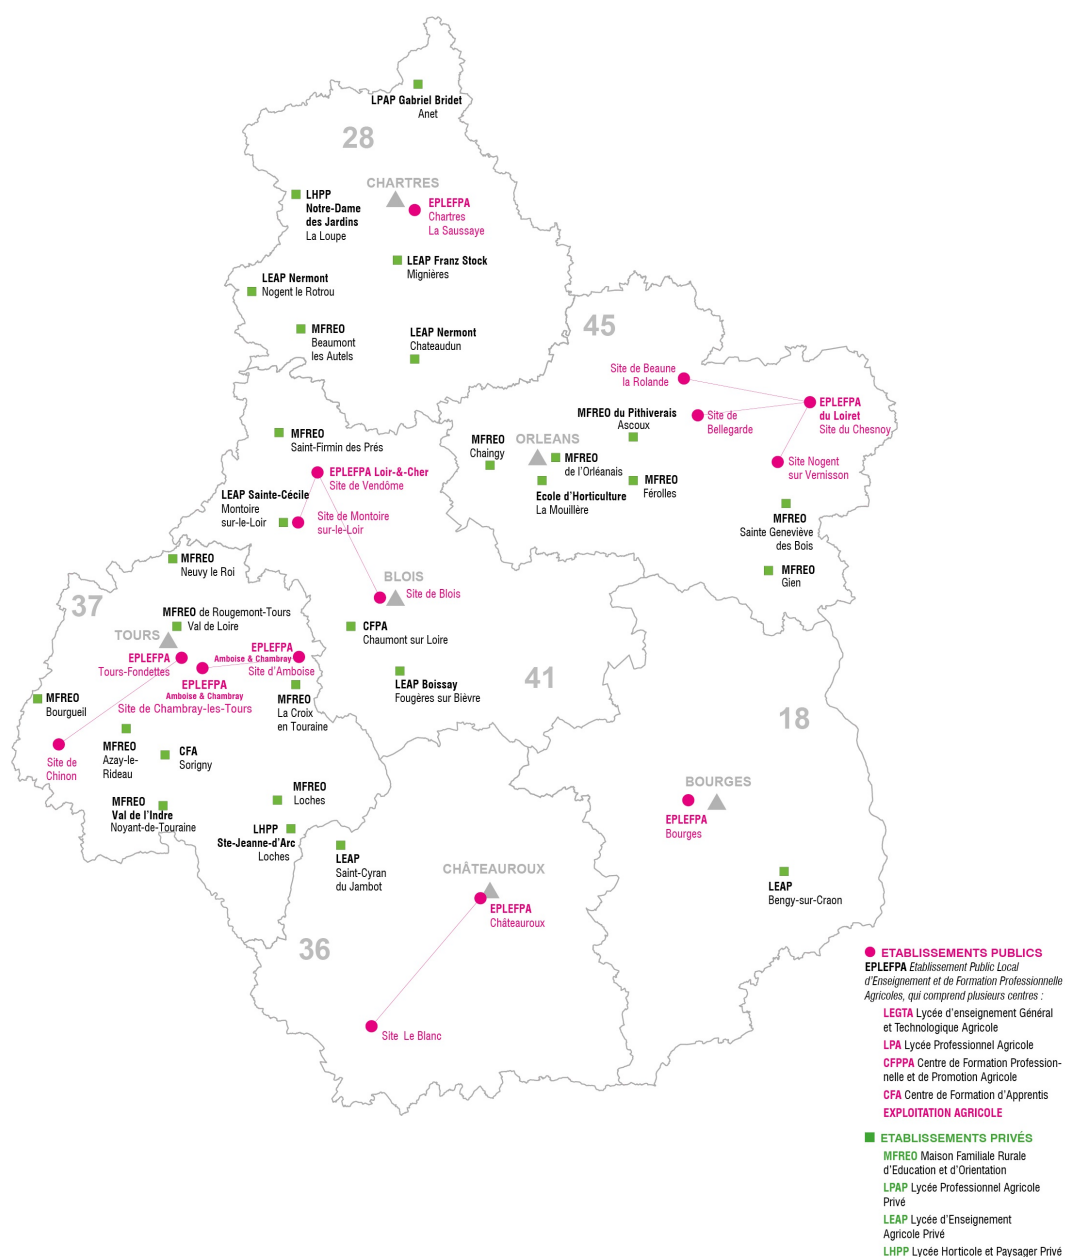 LPAP Gabriel Bridet
Anet
28
CHARTRES
LHPP
Notre-Dame
des Jardins
La Loupe
EPLEFPA
Chartres
La Saussaye
LEAP Franz Stock
Mignières
LEAP Nermont
Nogent le Rotrou
MFREO
Beaumont
les Autels
LEAP Nermont
Chateaudun
45
Site de Beaune
la Rolande
EPLEFPA
du Loiret
Site du Chesnoy
MFREO du Pithiverais
Ascoux
Site de
Bellegarde
MFREO
Chaingy
ORLEANS
MFREO
de l'Orléanais
Site Nogent
sur Vernisson
Ecole d'Horticulture
La Mouillère
MFREO
Férolles
MFREO
Sainte Geneviève
des Bois
MFREO
Gien
MFREO
Saint-Firmin des Prés
EPLEFPA Loir-&-Cher
Site de Vendôme
LEAP Sainte-Cécile
Montoire
sur-le-Loir
Site de Montoire
sur-le-Loir
MFREO
Neuvy le Roi
BLOIS
Site de Blois
37
MFREO de Rougemont-Tours
Val de Loire
TOURS
CFPA
Chaumont sur Loire
EPLEFPA
Tours-Fondettes
EPLEFPA
Amboise & Chambray
Site d'Amboise
EPLEFPA
Amboise & Chambray
Site de Chambray-les-Tours
LEAP Boissay
Fougères sur Bièvre
41
MFREO
Bourgueil
MFREO
La Croix
en Touraine
18
Site de
Chinon
MFREO
Azay-le-
Rideau
CFA
Sorigny
MFREO
Loches
MFREO
Val de l'Indre
Noyant-de-Touraine
LHPP
Ste-Jeanne-d'Arc
Loches
BOURGES
EPLEFPA
Bourges
LEAP
Saint-Cyran
du Jambot
CHÂTEAUROUX
EPLEFPA
Châteauroux
LEAP
Bengy-sur-Craon
36
Site Le Blanc
ETABLISSEMENTS PUBLICS
EPLEFPA Etablissement Public Local
d'Enseignement et de Formation Professionnelle
Agricoles, qui comprend plusieurs centres :
LEGTA Lycée d'enseignement Général
et Technologique Agricole
LPA Lycée Professionnel Agricole
CFPPA Centre de Formation Profession-
nelle et de Promotion Agricole
CFA Centre de Formation d'Apprentis
EXPLOITATION AGRICOLE
ETABLISSEMENTS PRIVÉS
MFREO Maison Familiale Rurale
d'Education et d'Orientation
LPAP Lycée Professionnel Agricole
Privé
LEAP Lycée d'Enseignement
Agricole Privé
LHPP Lycée Horticole et Paysager Privé